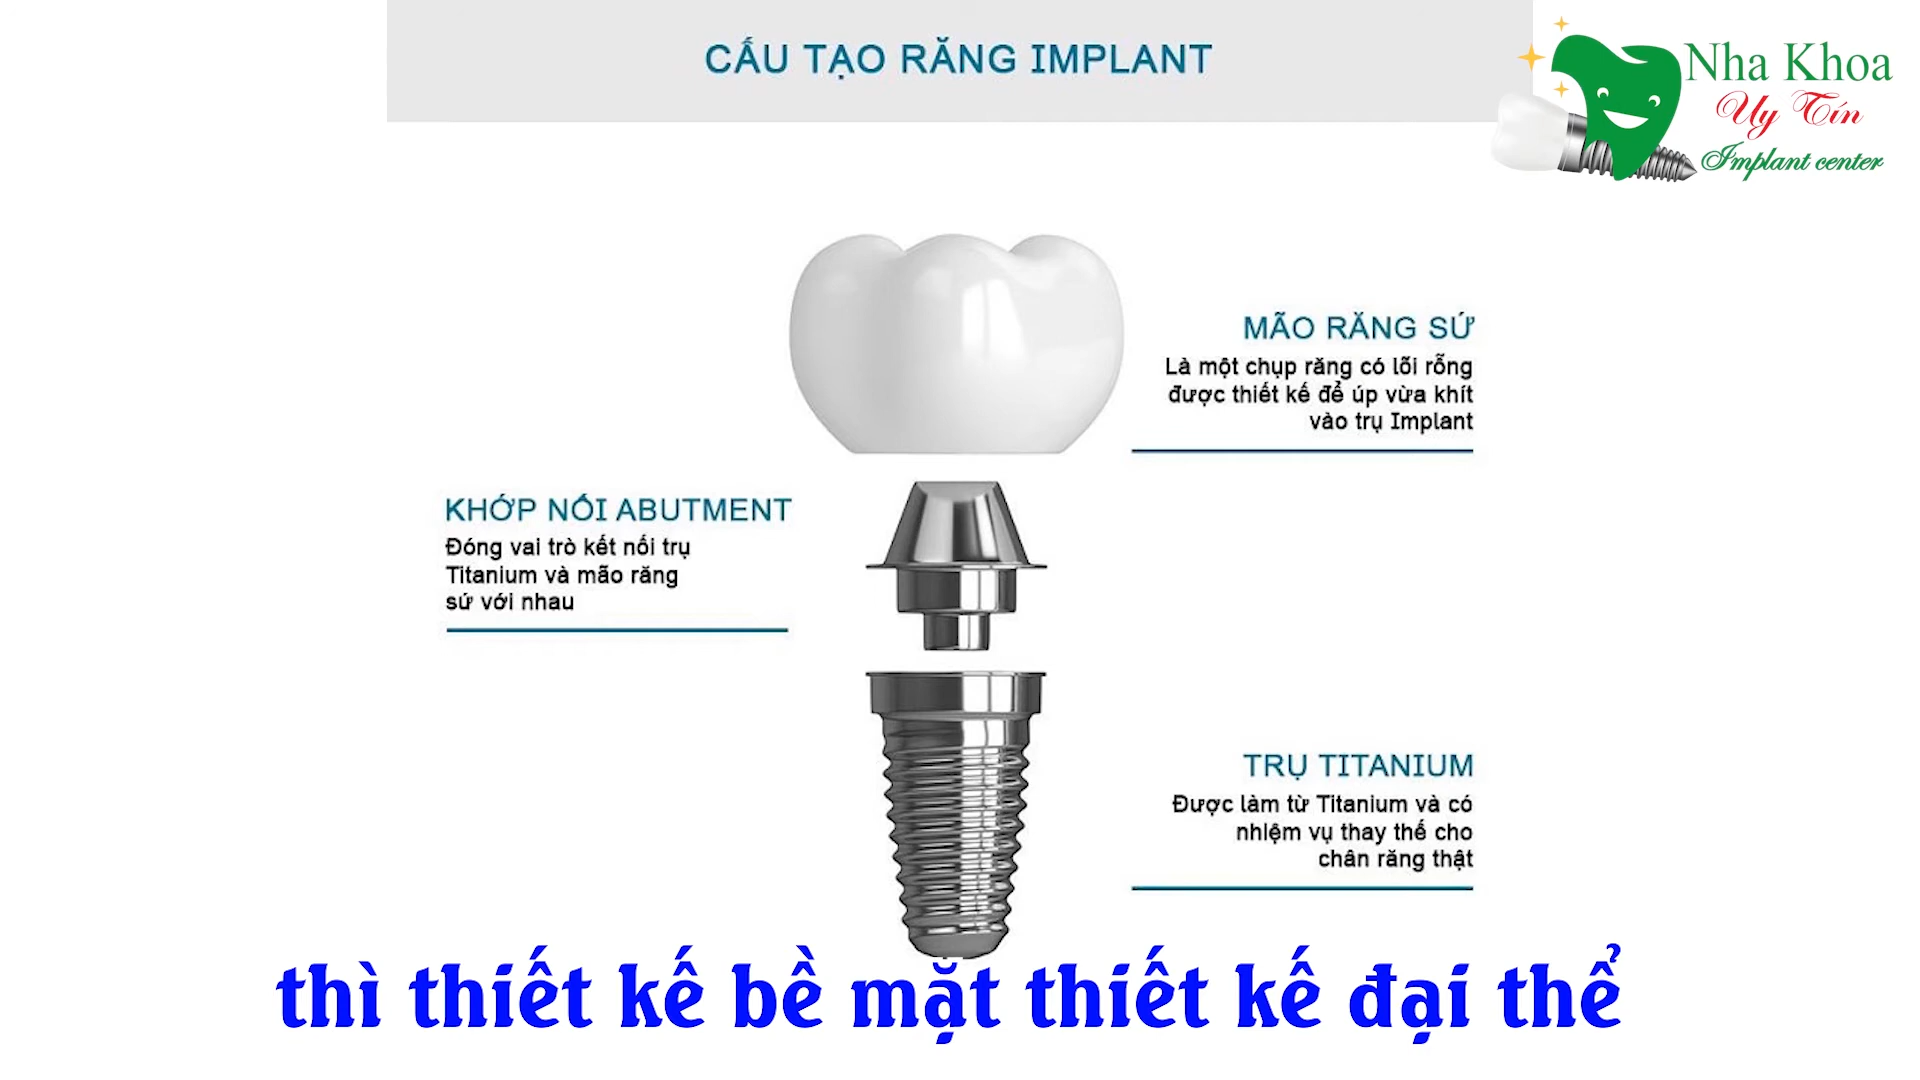 CẤU TẠO RĂNG IMPLANT
Nha Khoa
Uy Tín
Implant center
MÃO RĂNG SỨ
Là một chụp răng có lõi rỗng
được thiết kế để úp vừa khít
vào trụ Implant
KHỚP NỐI ABUTMENT
Đóng vai trò kết nối trụ
Titanium và mão răng
sứ với nhau
TRỤ TITANIUM
Được làm từ Titanium và có
nhiệm vụ thay thế cho
chân răng thật
thì thiết kế bề mặt thiết kế đại thể